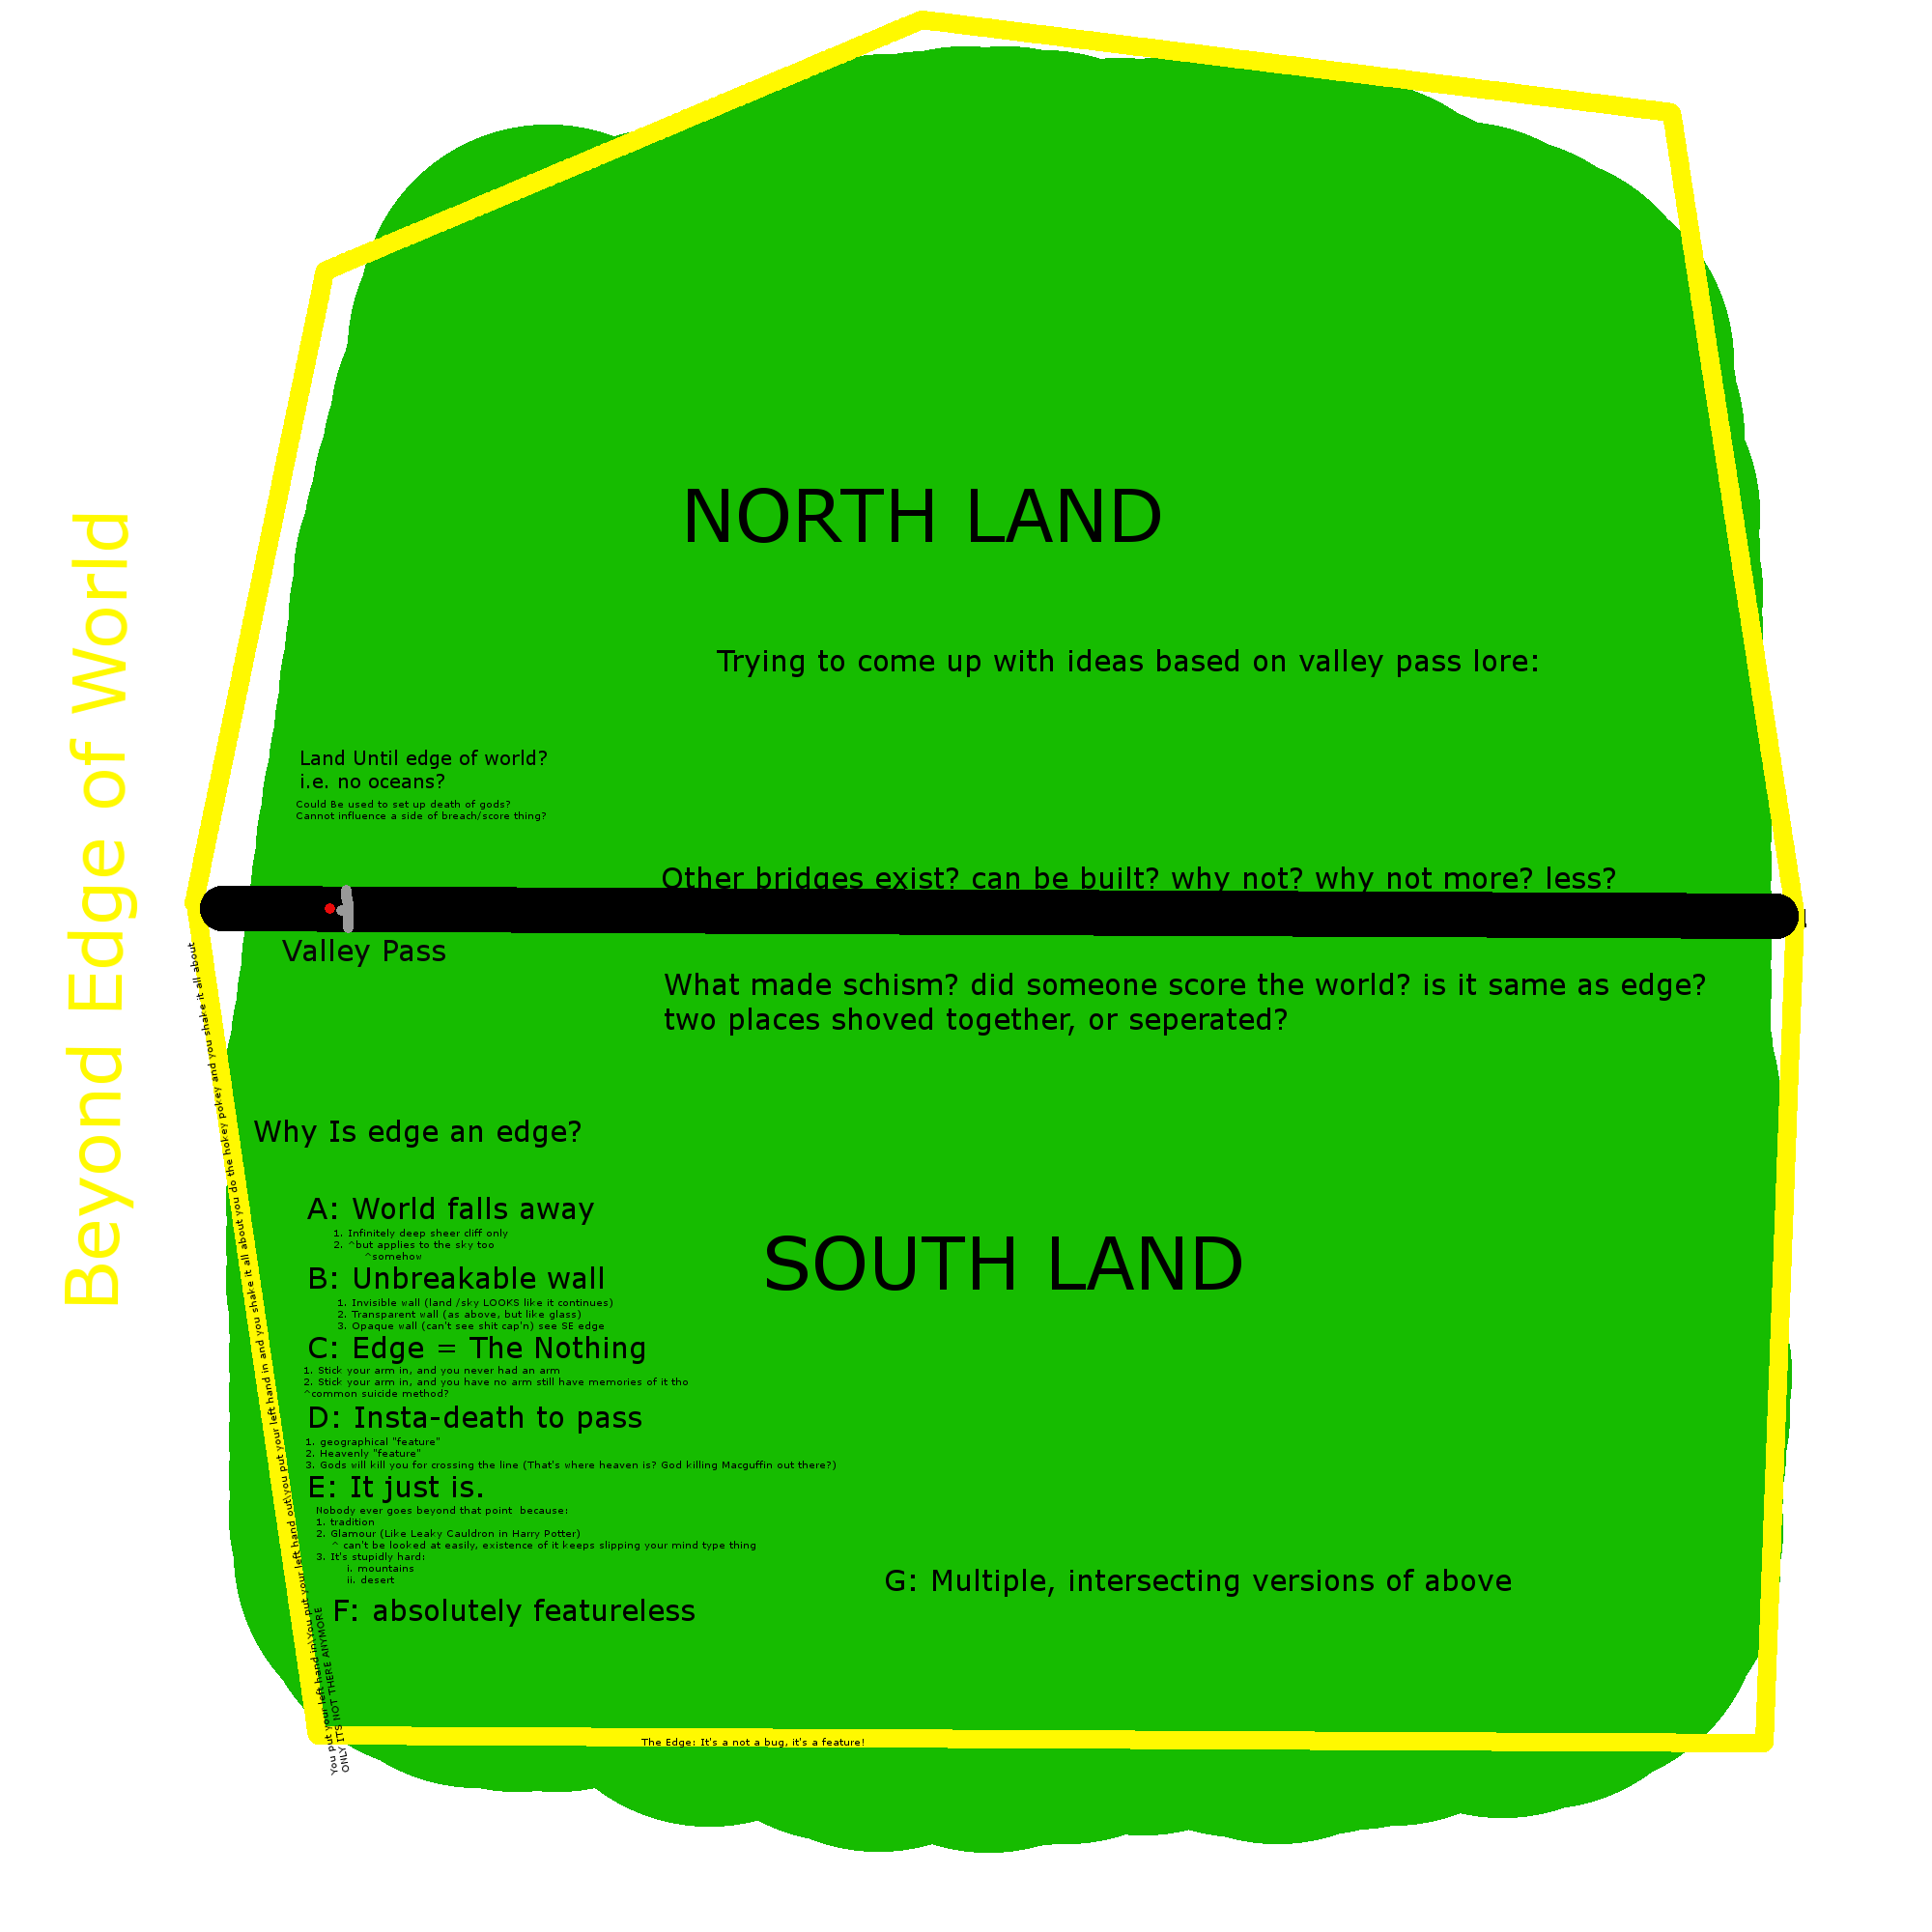 NORTH LAND
Trying to come up with ideas based on valley pass lore:
Land Until edge of world?
i.e. no oceans?
Could Be used to set up death of gods?
Cannot influence a side of breach/score thing?
Beyond Edge of World
Other bridges exist? can be built? why not? why not more? less?
Valley Pass
What made schism? did someone score the world? is it same as edge?
two places shoved together, or seperated?
Why Is edge an edge?
A: World falls away
1. Infinitely deep sheer cliff only
2. ^but applies to the sky too
^somehow
B: Unbreakable wall
1. Invisible wall (land /sky LOOKS like it continues)
2. Transparent wall (as above, but like glass)
3. Opaque wall (can't see shit cap'n) see SE edge
C: Edge = The Nothing
1. Stick your arm in, and you never had an arm
2. Stick your arm in, and you have no arm still have memories of it tho
^common suicide method?
D: Insta-death to pass
1. geographical "feature"
2. Heavenly "feature"
3. Gods will kill you for crossing the line (That's where heaven is? God killing Macguffin out there?)
E: It just is.
Nobody ever goes beyond that point because:
1. tradition
2. Glamour (Like Leaky Cauldron in Harry Potter)
^ can't be looked at easily, existence of it keeps slipping your mind type thing
3. It's stupidly hard:
i. mountains
ii. desert
F: absolutely featureless
SOUTH LAND
G: Multiple, intersecting versions of above
You put your left hand in\You put your left hand out\you put your left hand in and you shake it all about you do the hokey pokey and you shake it all about
ONLY ITS NOT THERE ANYMORE
The Edge: It's a not a bug, it's a feature!